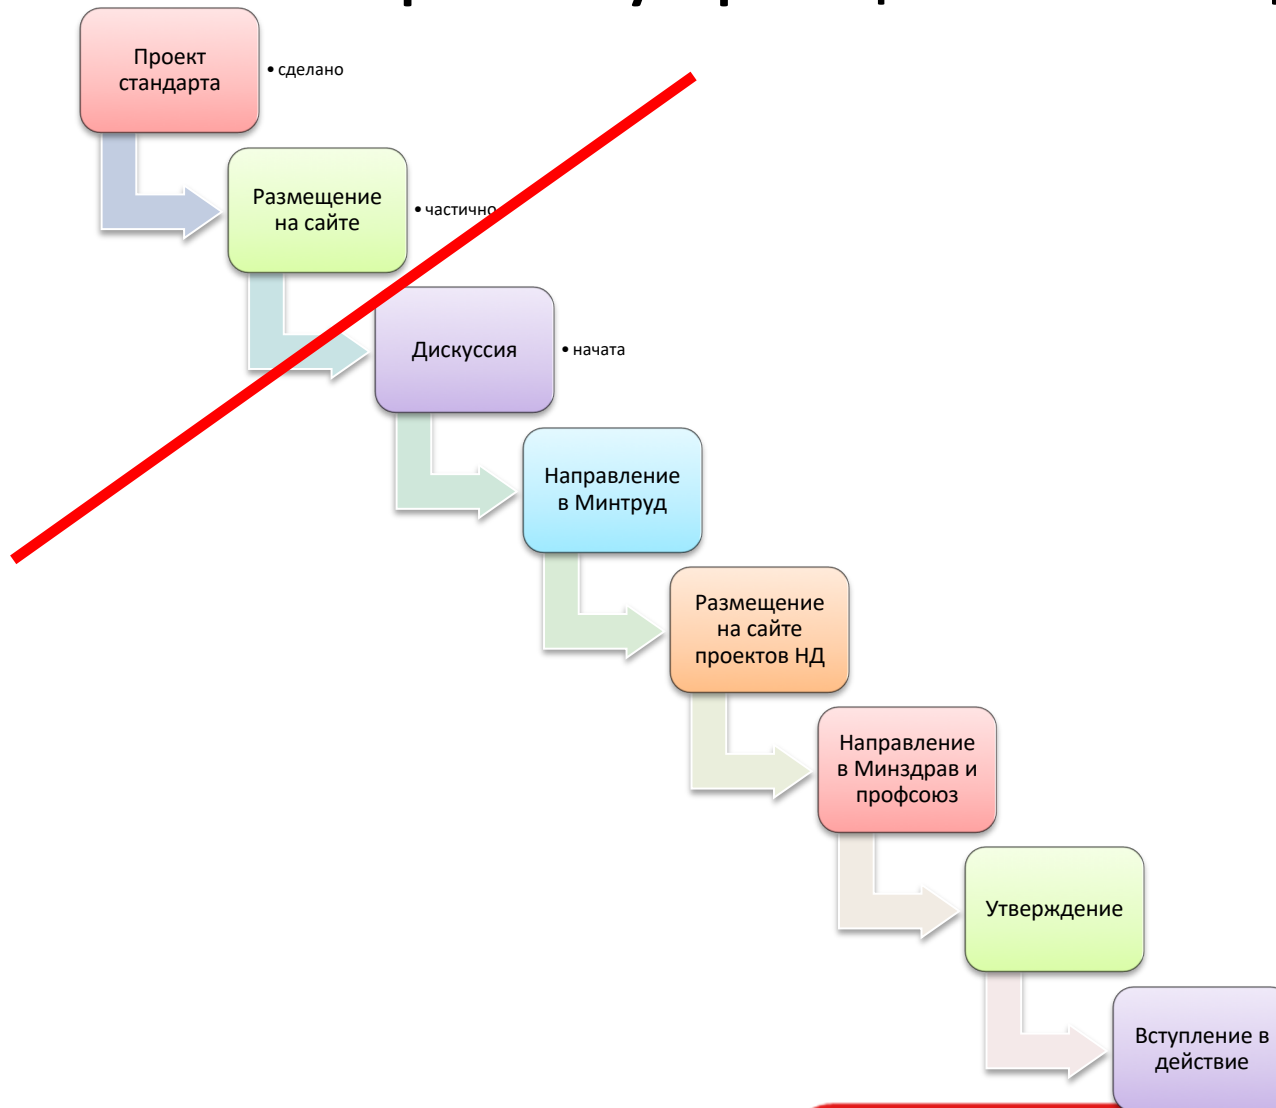 Проект
стандарта
• сделано
Размещение
на сайте
• частично
Дискуссия
• начата
Направление
в Минтруд
Размещение
на сайте
проектов НД
Направление
в Минздрав и
профсоюз
Утверждение
Вступление в
действие